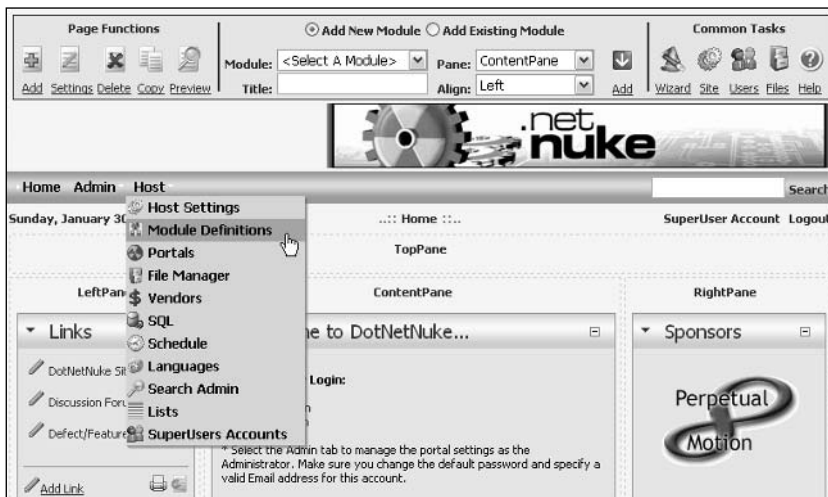 Page Functions
Add New Module Add Existing Module
Common Tasks
Module: <Select A Module> Pane: ContentPane
Title: Align: Left
Add Settings Delete Copy Preview
Add
Wizard Site Users Files Help
.net
nuke
Home Admin Host
Search
Sunday, January 30
..:: Home ::..
SuperUser Account Logout
Host Settings
Module Definitions
Portals
File Manager
Vendors
SQL
Schedule
Languages
Search Admin
Lists
SuperUsers Accounts
TopPane
LeftPan
ContentPane
RightPane
Links
DotNetNuke Si
Discussion Foru
Defect/Feature
Add Link
e to DotNetNuke...
Login:
* Select the Admin tab to manage the portal settings as the
Administrator. Make sure you change the default password and specify a
valid Email address for this account.
Sponsors
Perpetual
Motion